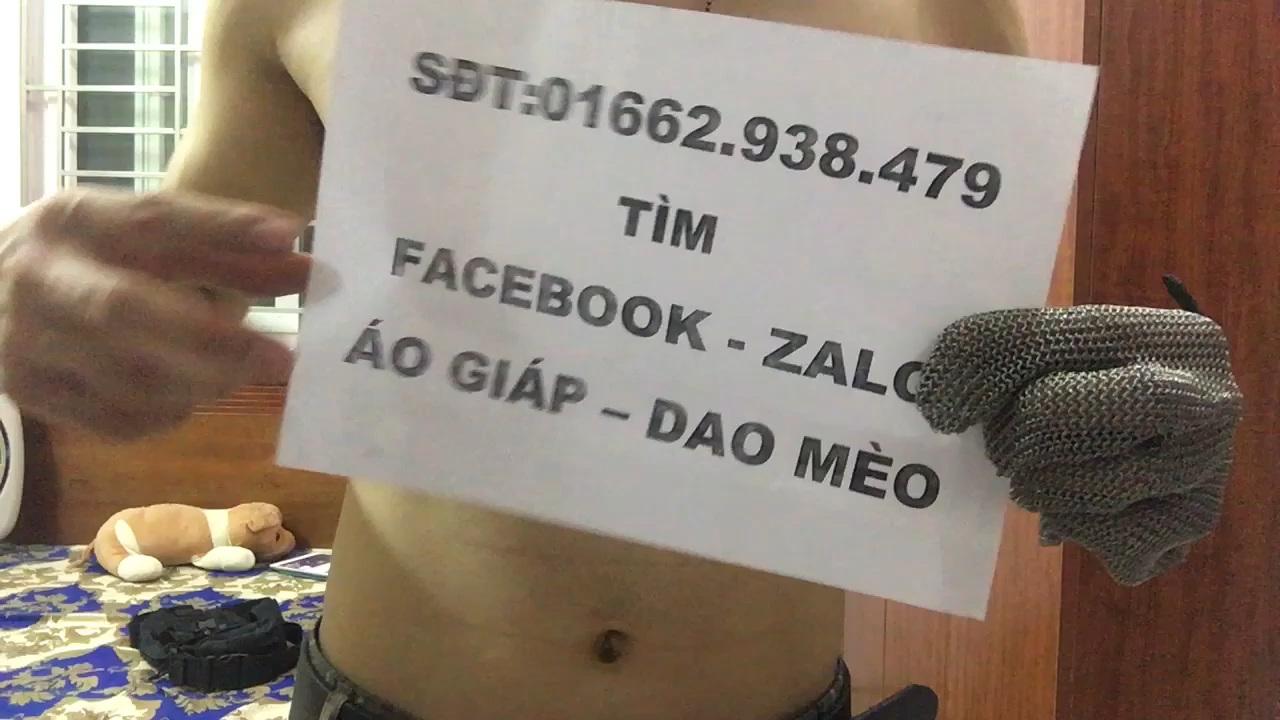 SĐT:01662.938.479
TÌM
FACEBOOK - ZALO
ÁO GIÁP – DAO MÈO